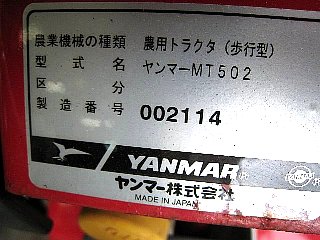 農業機械の種類 農用トラクタ(歩行型)
型式名 ヤンマーMT502
区分
製造番号 002114
YANMAR
ヤンマー株式会社
MADE IN JAPAN